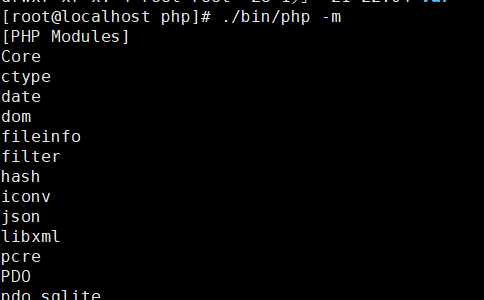 [root@localhost php]# ./bin/php -m
[PHP Modules]
Core
ctype
date
dom
fileinfo
filter
hash
iconv
json
libxml
pcre
PDO
pdo_sqlite